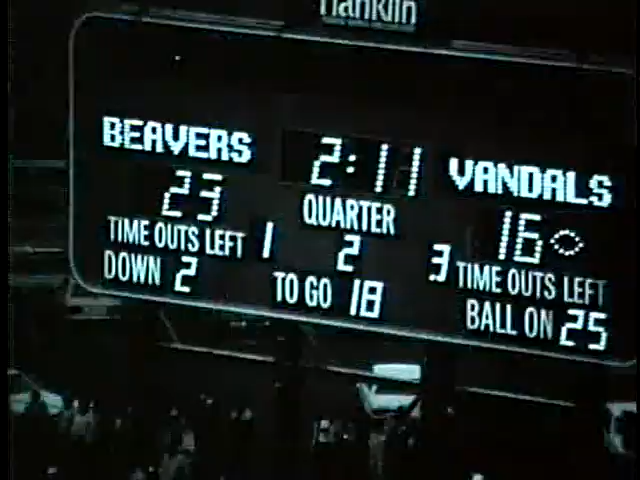 Franklin
BEAVERS 2:11 VANDALS
23 QUARTER 16
TIME OUTS LEFT 1 2 3 TIME OUTS LEFT
DOWN 2 TO GO 18 BALL ON 25